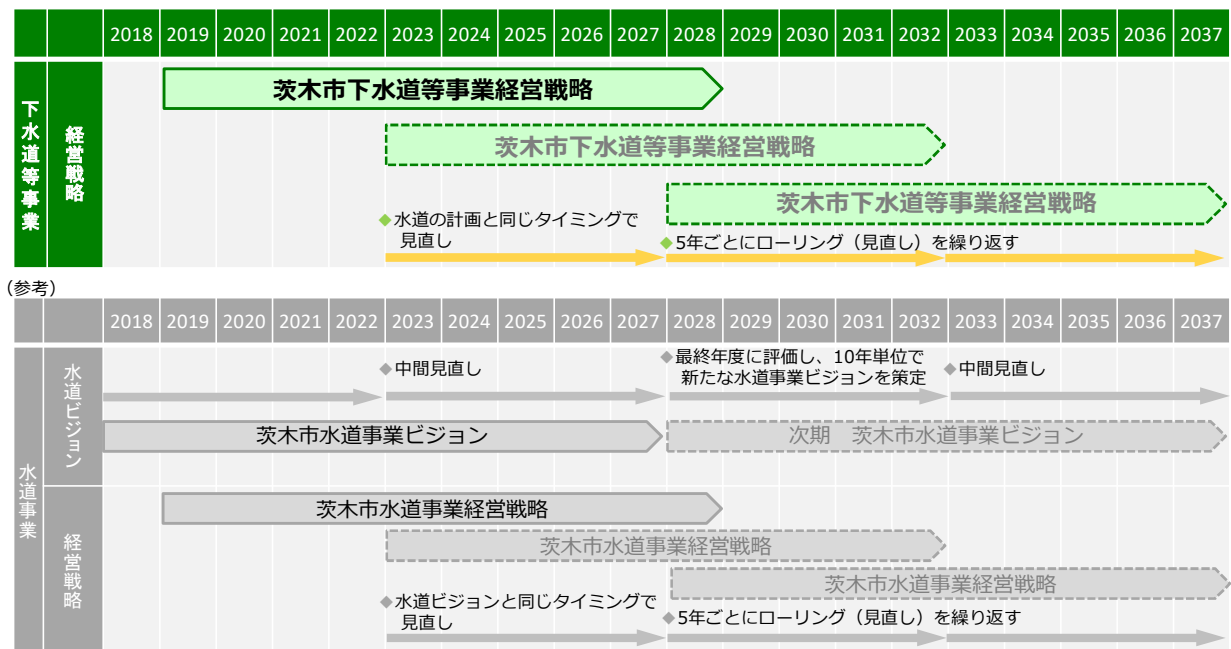 2018 2019 2020 2021 2022 2023 2024 2025 2026 2027 2028 2029 2030 2031 2032 2033 2034 2035 2036 2037
下水道等事業
経営戦略
茨木市下水道等事業経営戦略
茨木市下水道等事業経営戦略
茨木市下水道等事業経営戦略
◆水道の計画と同じタイミングで
見直し
◆5年ごとにローリング（見直し）を繰り返す
(参考)
2018 2019 2020 2021 2022 2023 2024 2025 2026 2027 2028 2029 2030 2031 2032 2033 2034 2035 2036 2037
水道事業
水道ビジョン
◆中間見直し
◆最終年度に評価し、10年単位で
新たな水道事業ビジョンを策定
◆中間見直し
茨木市水道事業ビジョン
次期　茨木市水道事業ビジョン
経営戦略
茨木市水道事業経営戦略
茨木市水道事業経営戦略
茨木市水道事業経営戦略
◆水道ビジョンと同じタイミングで
見直し
◆5年ごとにローリング（見直し）を繰り返す